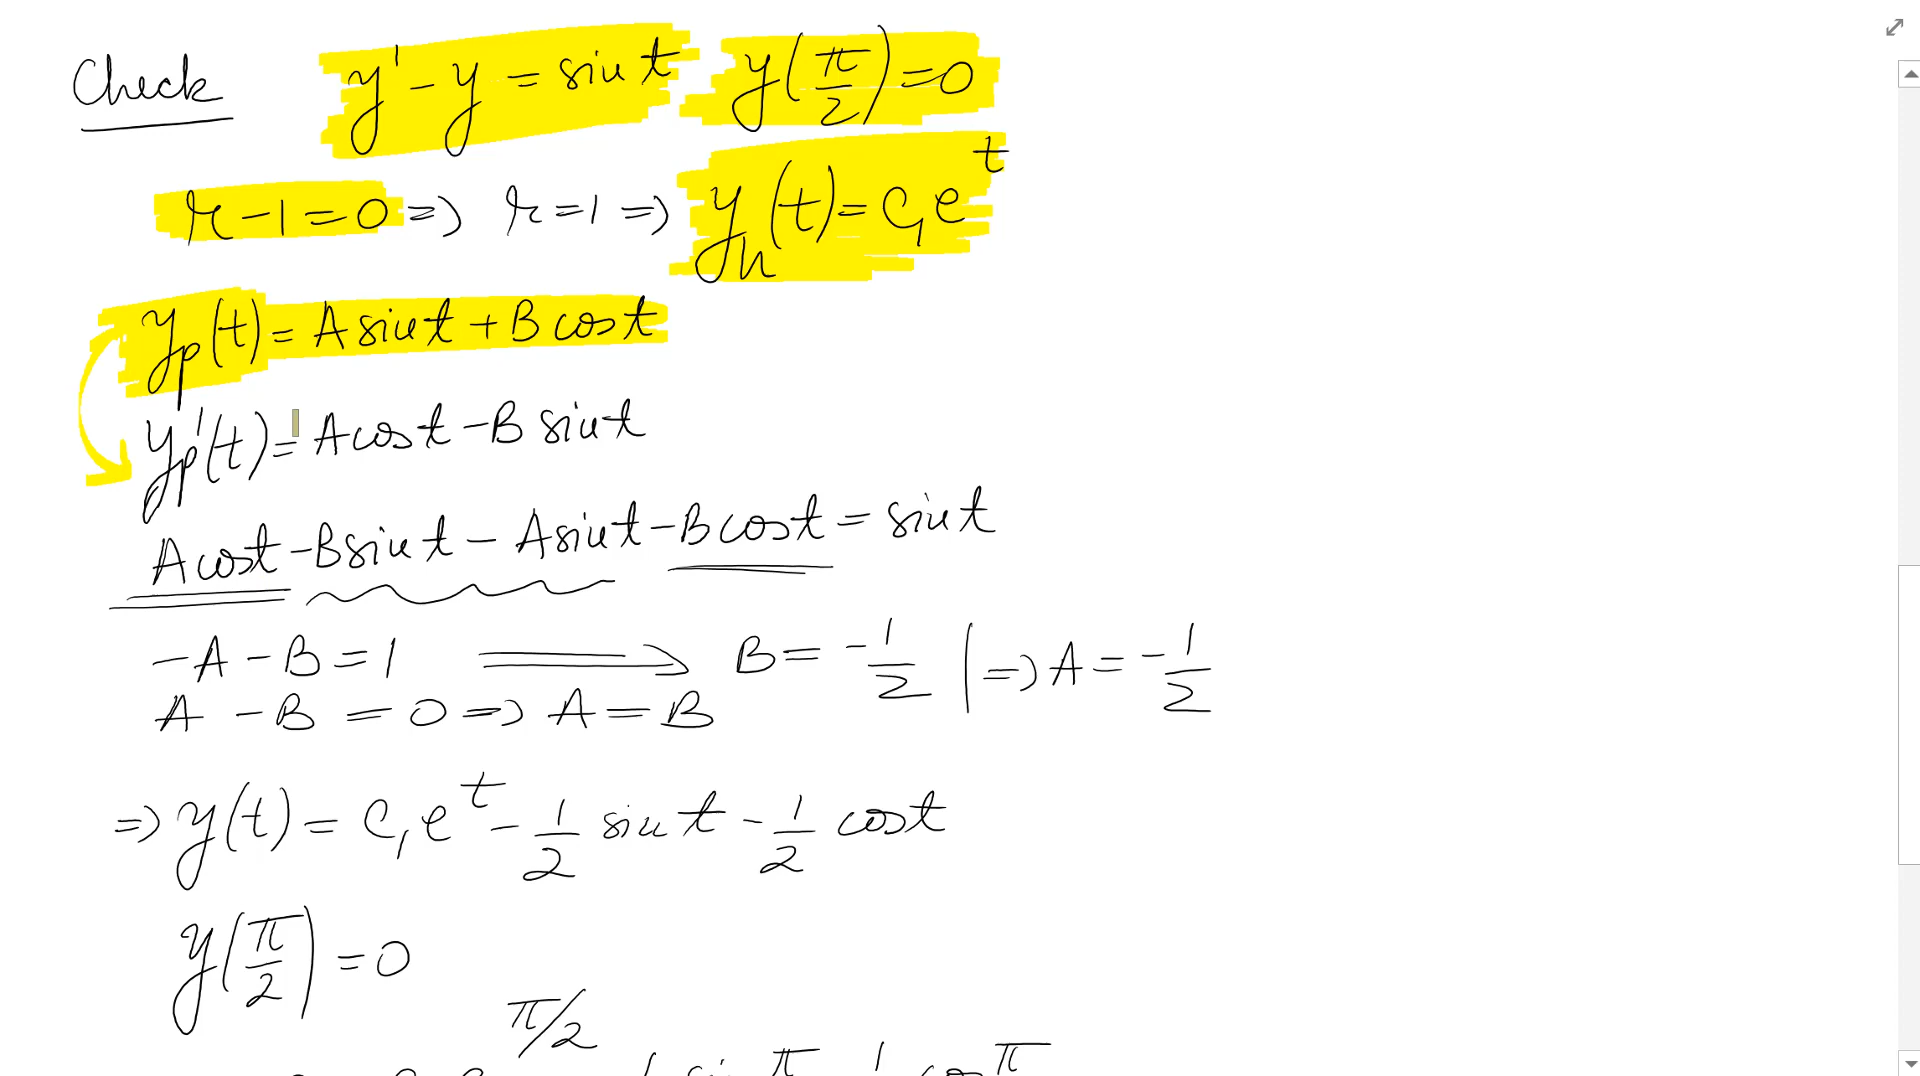 Check y' - y = sin t y(π/2) = 0
r - 1 = 0 ⇒ r = 1 ⇒ y_h(t) = c₁e^t
y_p(t) = A sin t + B cos t
y_p'(t) = A cos t - B sin t
A cos t - B sin t - A sin t - B cos t = sin t
-A - B = 1 ⟹ B = -1/2 | ⇒ A = -1/2
A - B = 0 ⇒ A = B
⇒ y(t) = c₁e^t - 1/2 sin t - 1/2 cos t
y(π/2) = 0
π/2